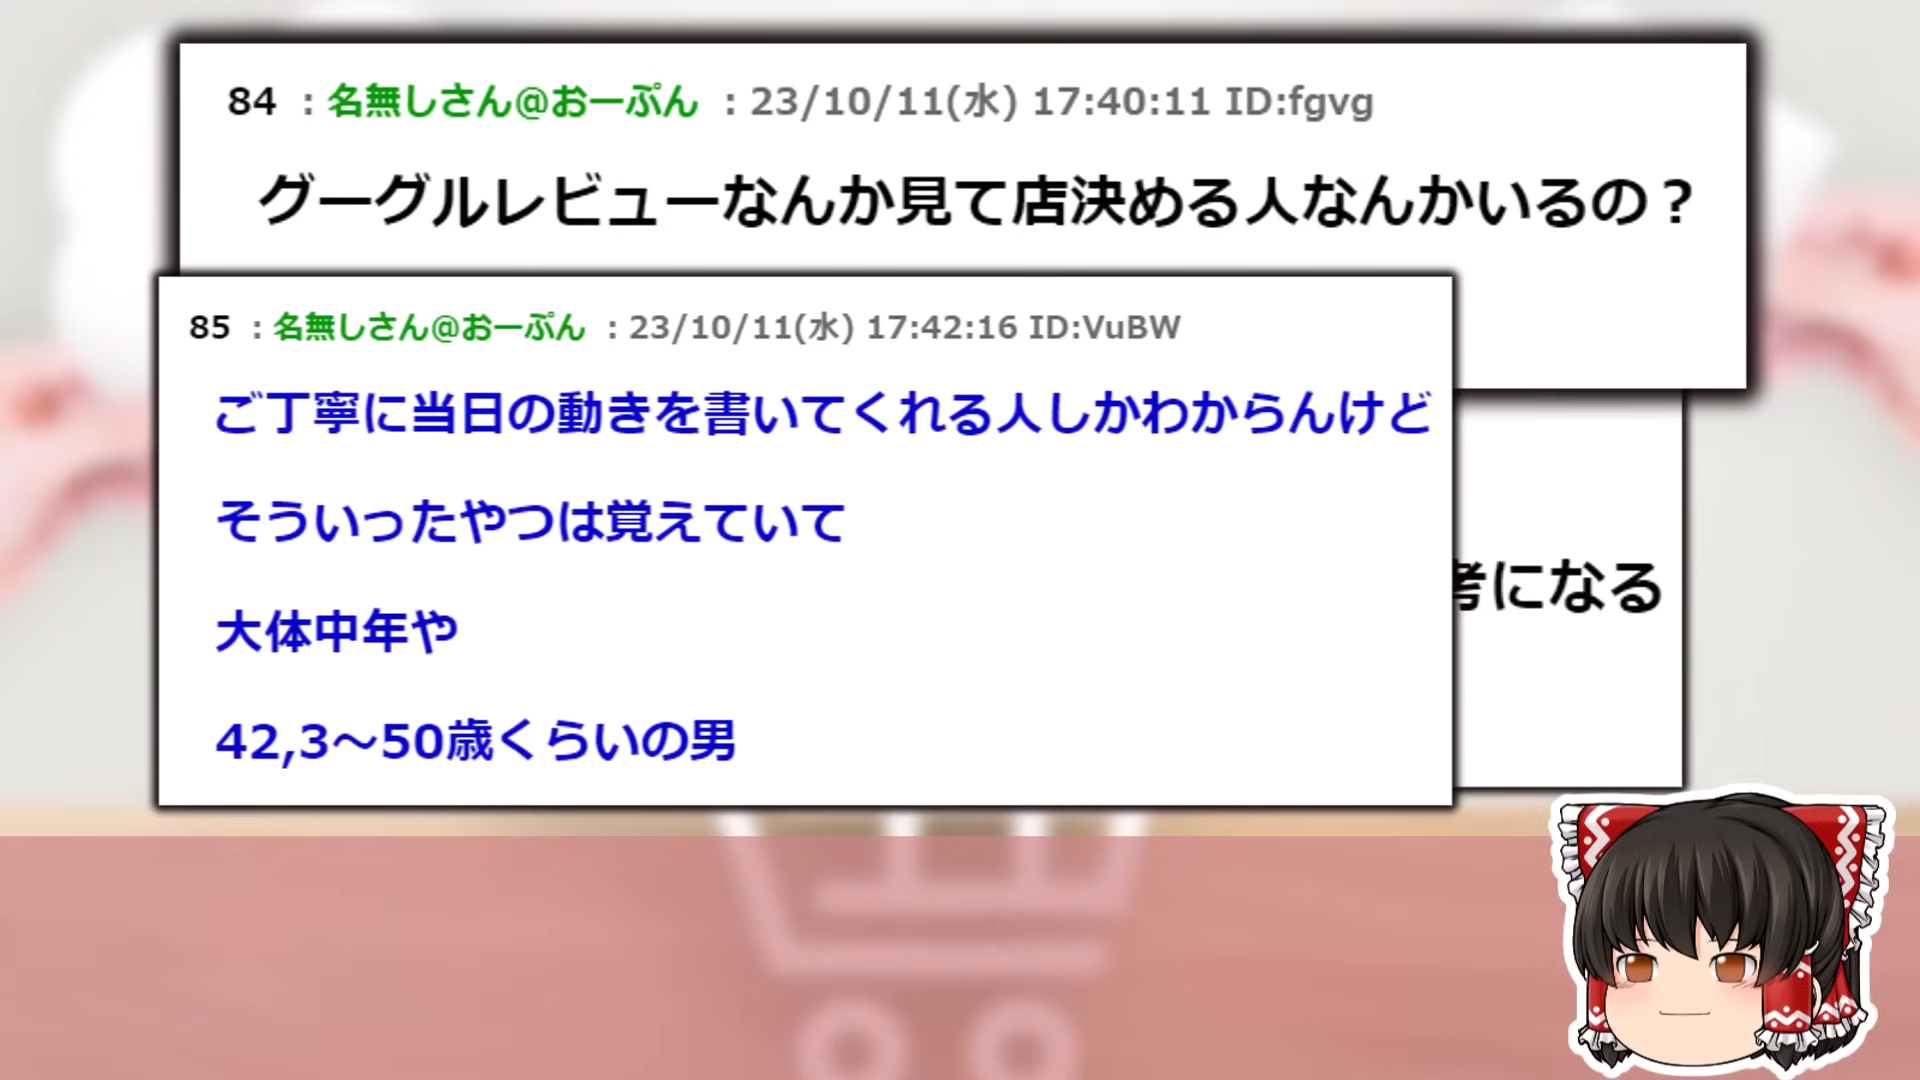 84 ：名無しさん@おーぷん ：23/10/11(水) 17:40:11 ID:fgvg
グーグルレビューなんか見て店決める人なんかいるの？
85 ：名無しさん@おーぷん ：23/10/11(水) 17:42:16 ID:VuBW
ご丁寧に当日の動きを書いてくれる人しかわからんけど
そういったやつは覚えていて
大体中年や
42,3～50歳くらいの男
考になる